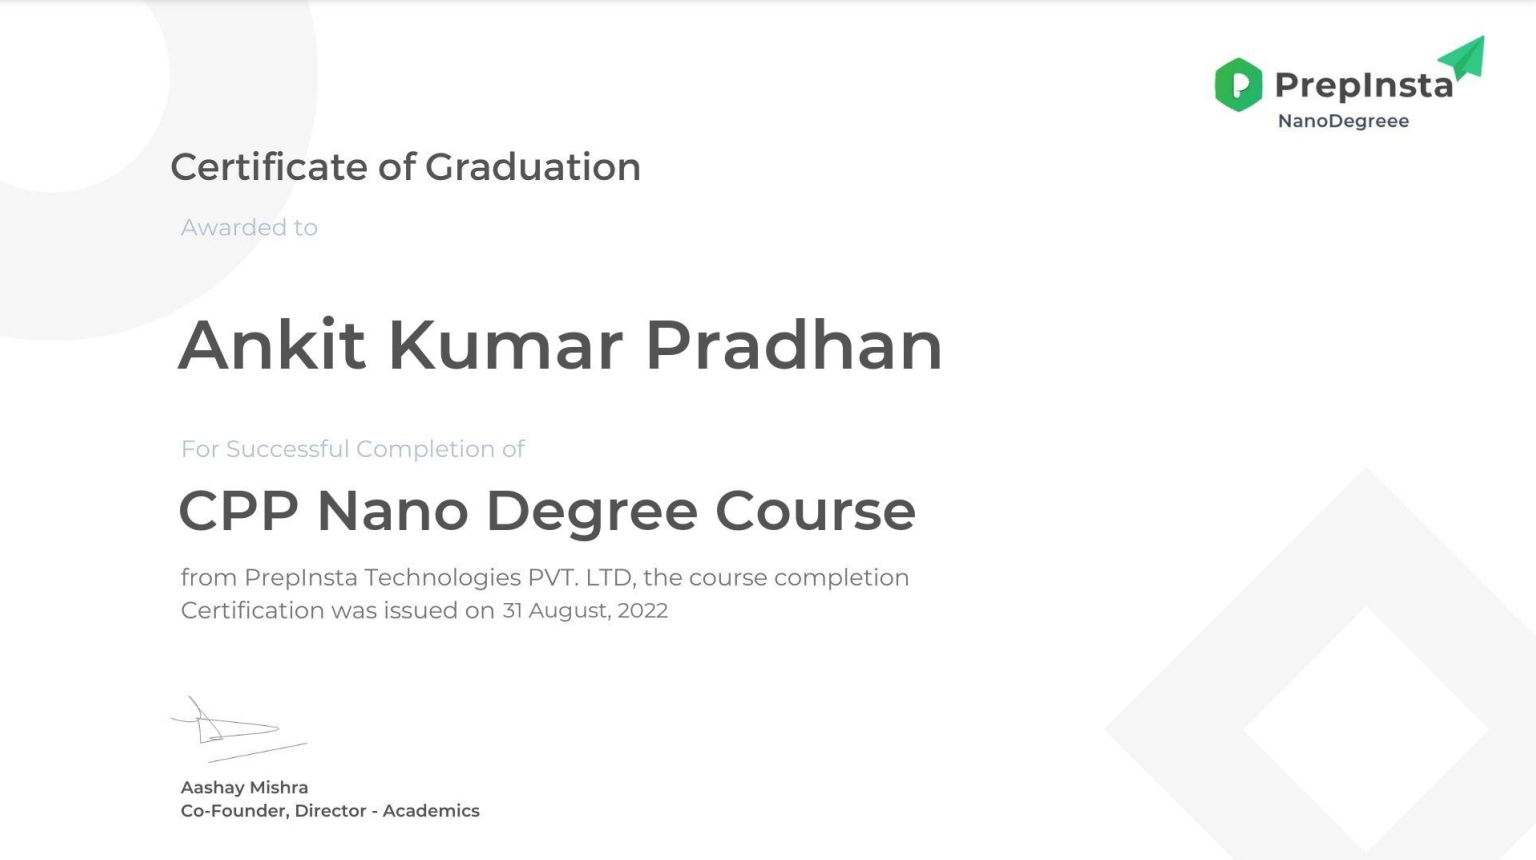 PrepInsta
NanoDegreee
Certificate of Graduation
Awarded to
Ankit Kumar Pradhan
For Successful Completion of
CPP Nano Degree Course
from PrepInsta Technologies PVT. LTD, the course completion
Certification was issued on 31 August, 2022
Aashay Mishra
Co-Founder, Director - Academics